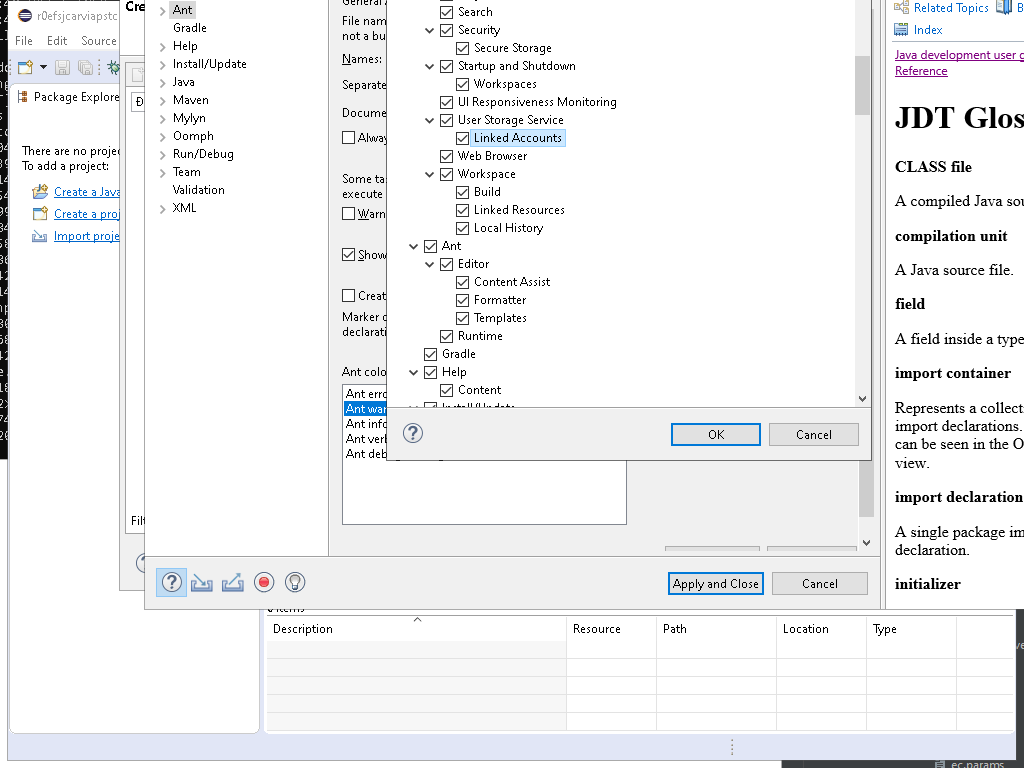 r0efsjcarviapstc
File Edit Source
Package Explore
There are no proje
To add a project:
Create a Java
Create a proj
Import proje
Cre
Filt
Ant
Gradle
Help
Install/Update
Java
Maven
Mylyn
Oomph
Run/Debug
Team
Validation
XML
General
File nam
not a bu
Names:
Separate
Docume
Alway
Some ta
execute
Warn
Show
Creat
Marker
declarati
Ant colo
Ant erro
Ant war
Ant info
Ant verb
Ant deb
Search
Security
Secure Storage
Startup and Shutdown
Workspaces
UI Responsiveness Monitoring
User Storage Service
Linked Accounts
Web Browser
Workspace
Build
Linked Resources
Local History
Ant
Editor
Content Assist
Formatter
Templates
Runtime
Gradle
Help
Content
Install/Update
OK
Cancel
Apply and Close
Cancel
Related Topics
Index
Java development user g
Reference
JDT Glos
CLASS file
A compiled Java sou
compilation unit
A Java source file.
field
A field inside a type
import container
Represents a collect
import declarations.
can be seen in the O
view.
import declaration
A single package im
declaration.
initializer
items
Description
Resource
Path
Location
Type
ec.params